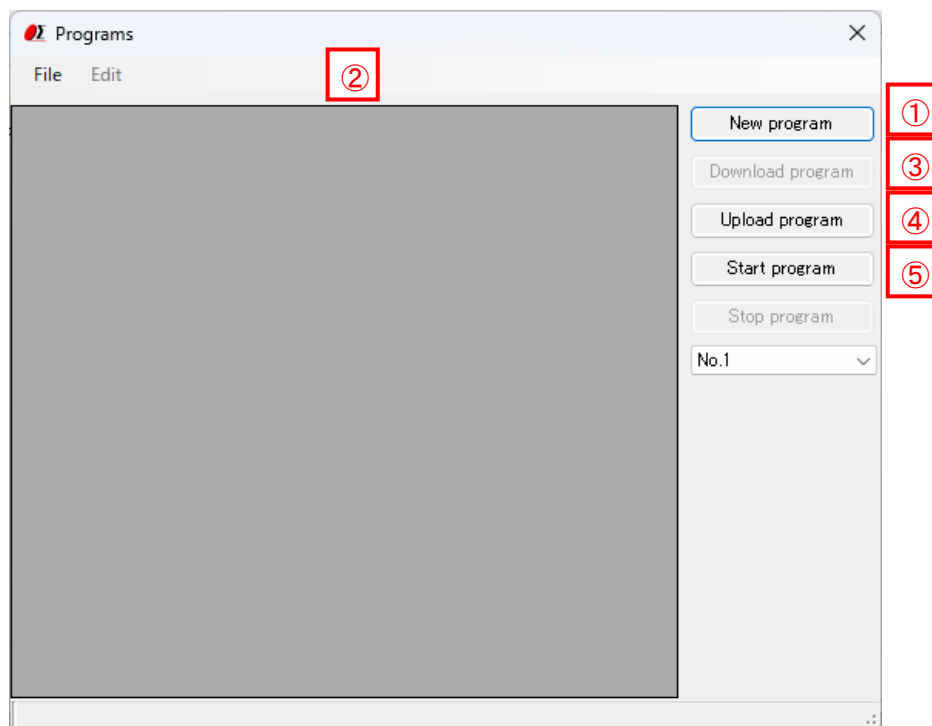 Programs
File Edit ②
New program ①
Download program ③
Upload program ④
Start program ⑤
Stop program
No.1